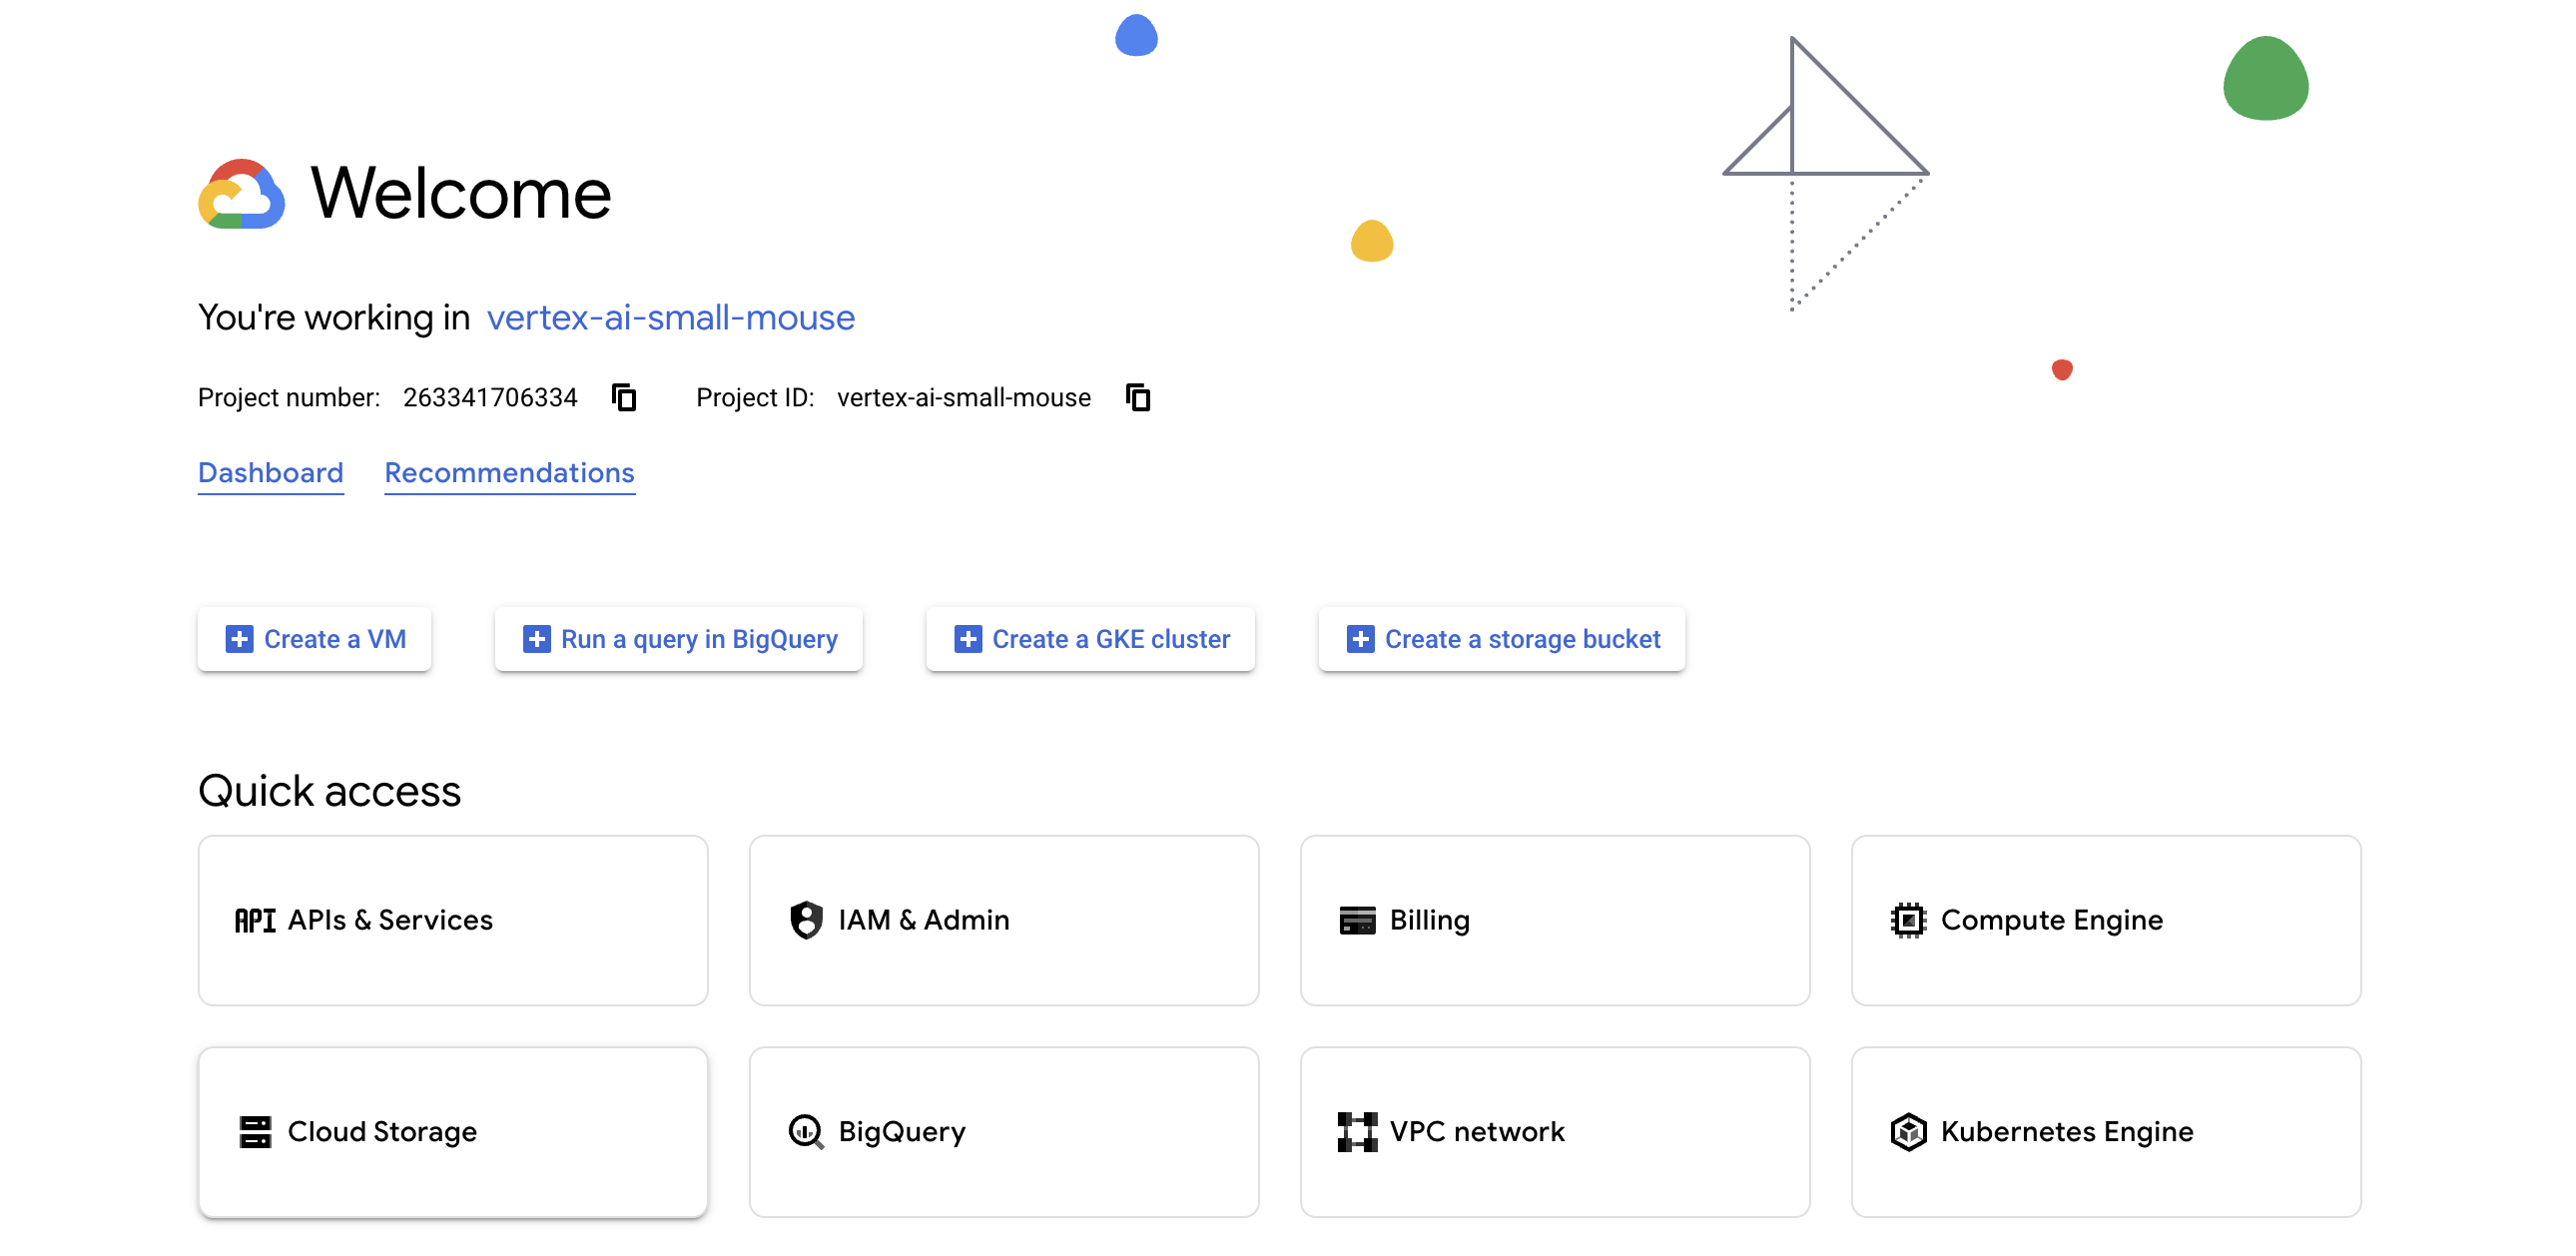 Welcome
You're working in vertex-ai-small-mouse
Project number: 263341706334 Project ID: vertex-ai-small-mouse
Dashboard Recommendations
Create a VM Run a query in BigQuery Create a GKE cluster Create a storage bucket
Quick access
API APIs & Services IAM & Admin Billing Compute Engine
Cloud Storage BigQuery VPC network Kubernetes Engine